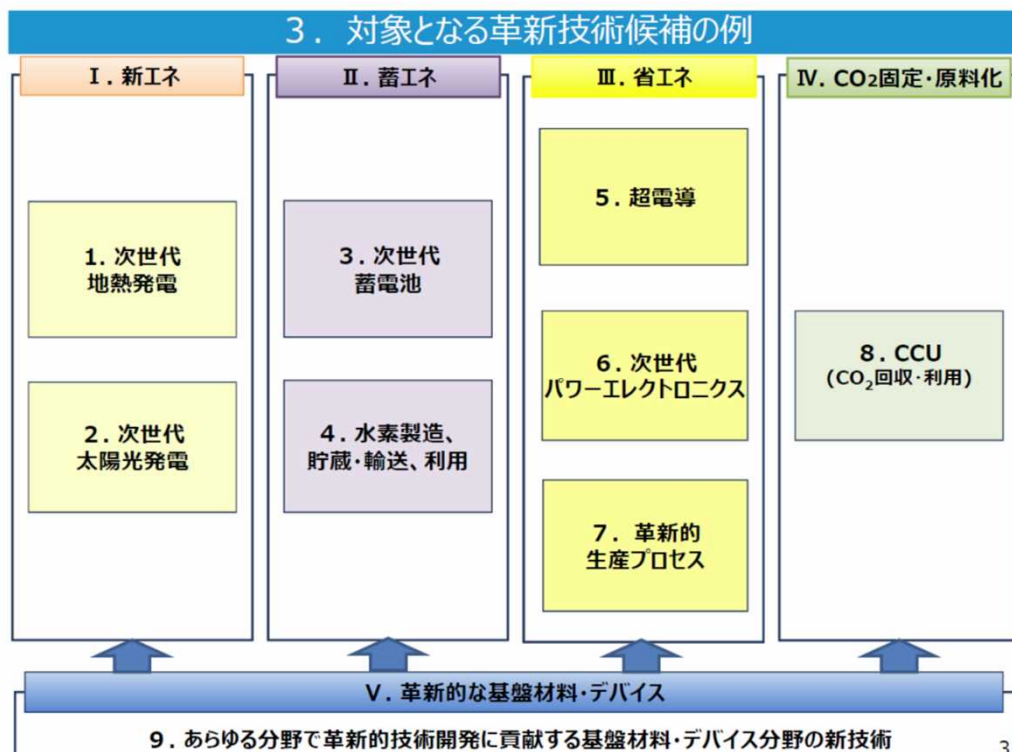 3．対象となる革新技術候補の例
Ⅰ．新エネ
1．次世代
地熱発電
2．次世代
太陽光発電
Ⅱ．蓄エネ
3．次世代
蓄電池
4．水素製造、
貯蔵・輸送、利用
Ⅲ．省エネ
5．超電導
6．次世代
パワーエレクトロニクス
7．革新的
生産プロセス
Ⅳ．CO2固定・原料化
8．CCU
(CO2回収・利用)
Ⅴ．革新的な基盤材料・デバイス
9．あらゆる分野で革新的技術開発に貢献する基盤材料・デバイス分野の新技術
3